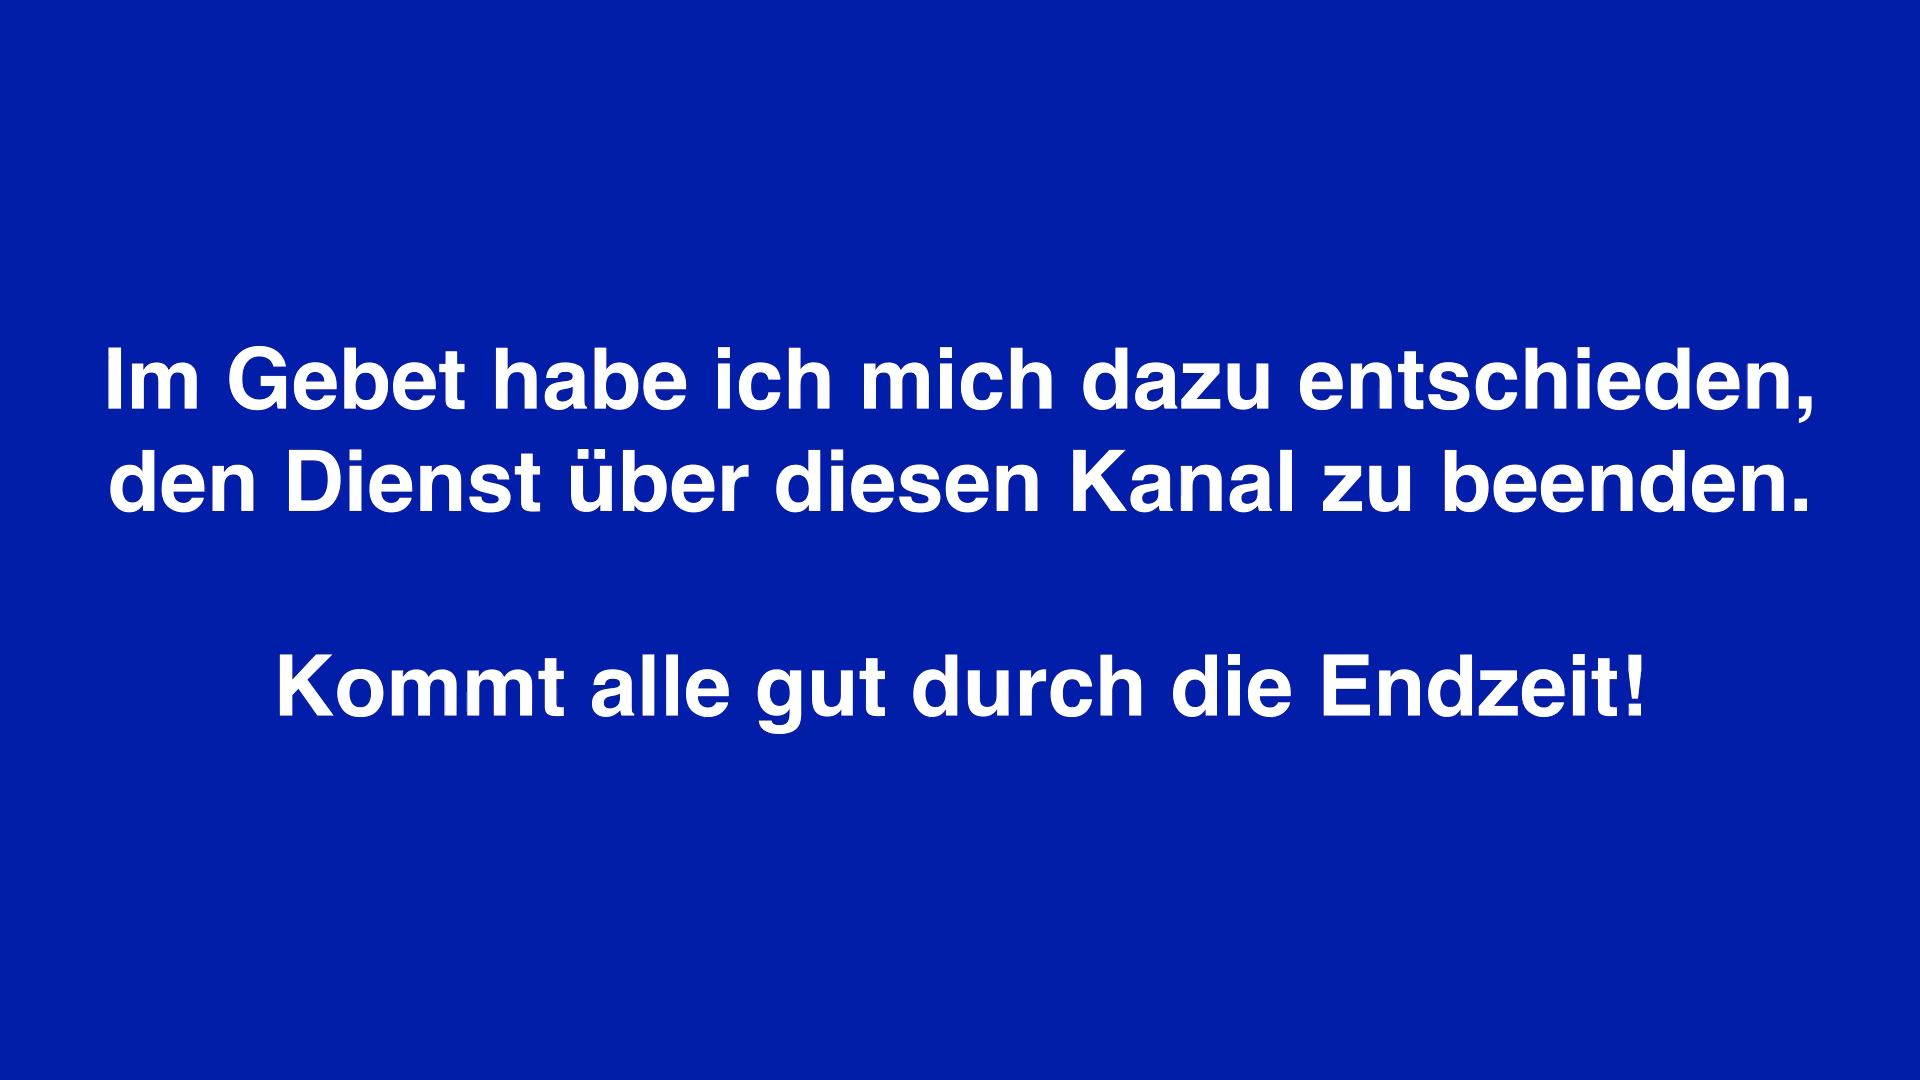 Im Gebet habe ich mich dazu entschieden,
den Dienst über diesen Kanal zu beenden.
Kommt alle gut durch die Endzeit!